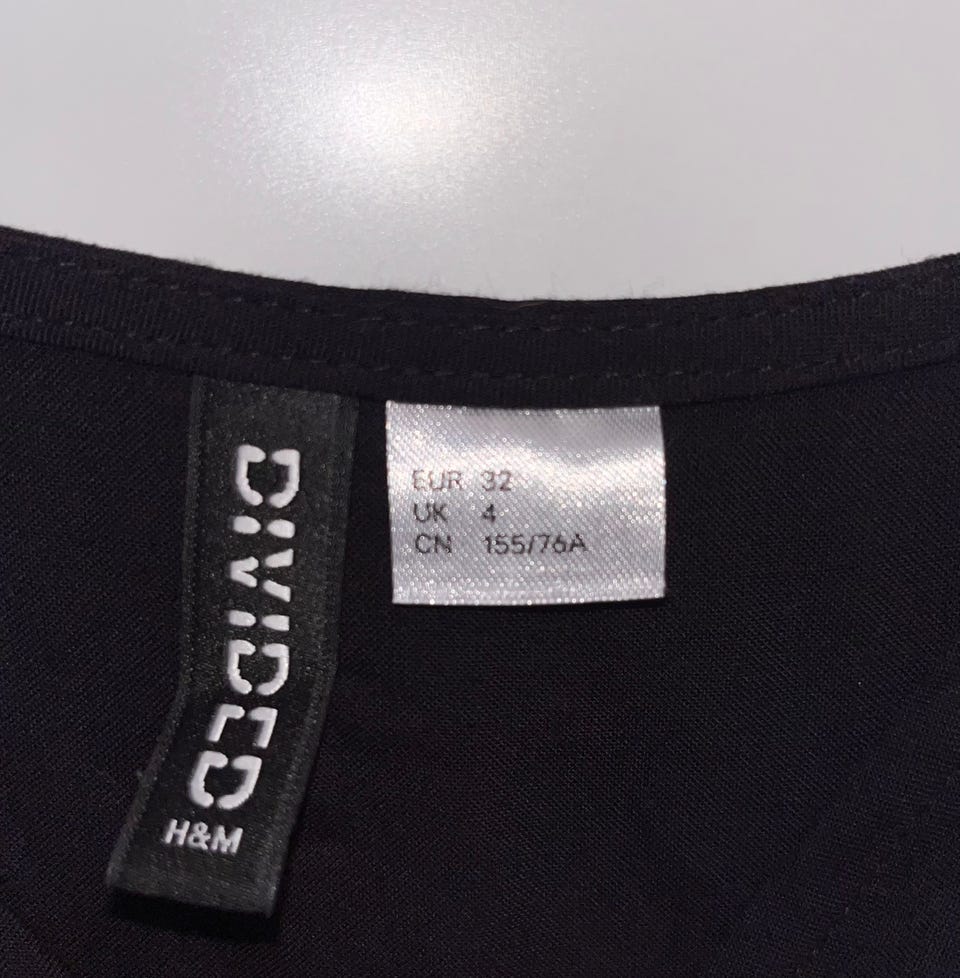 DIVIDED
H&M
EUR 32
UK 4
CN 155/76A